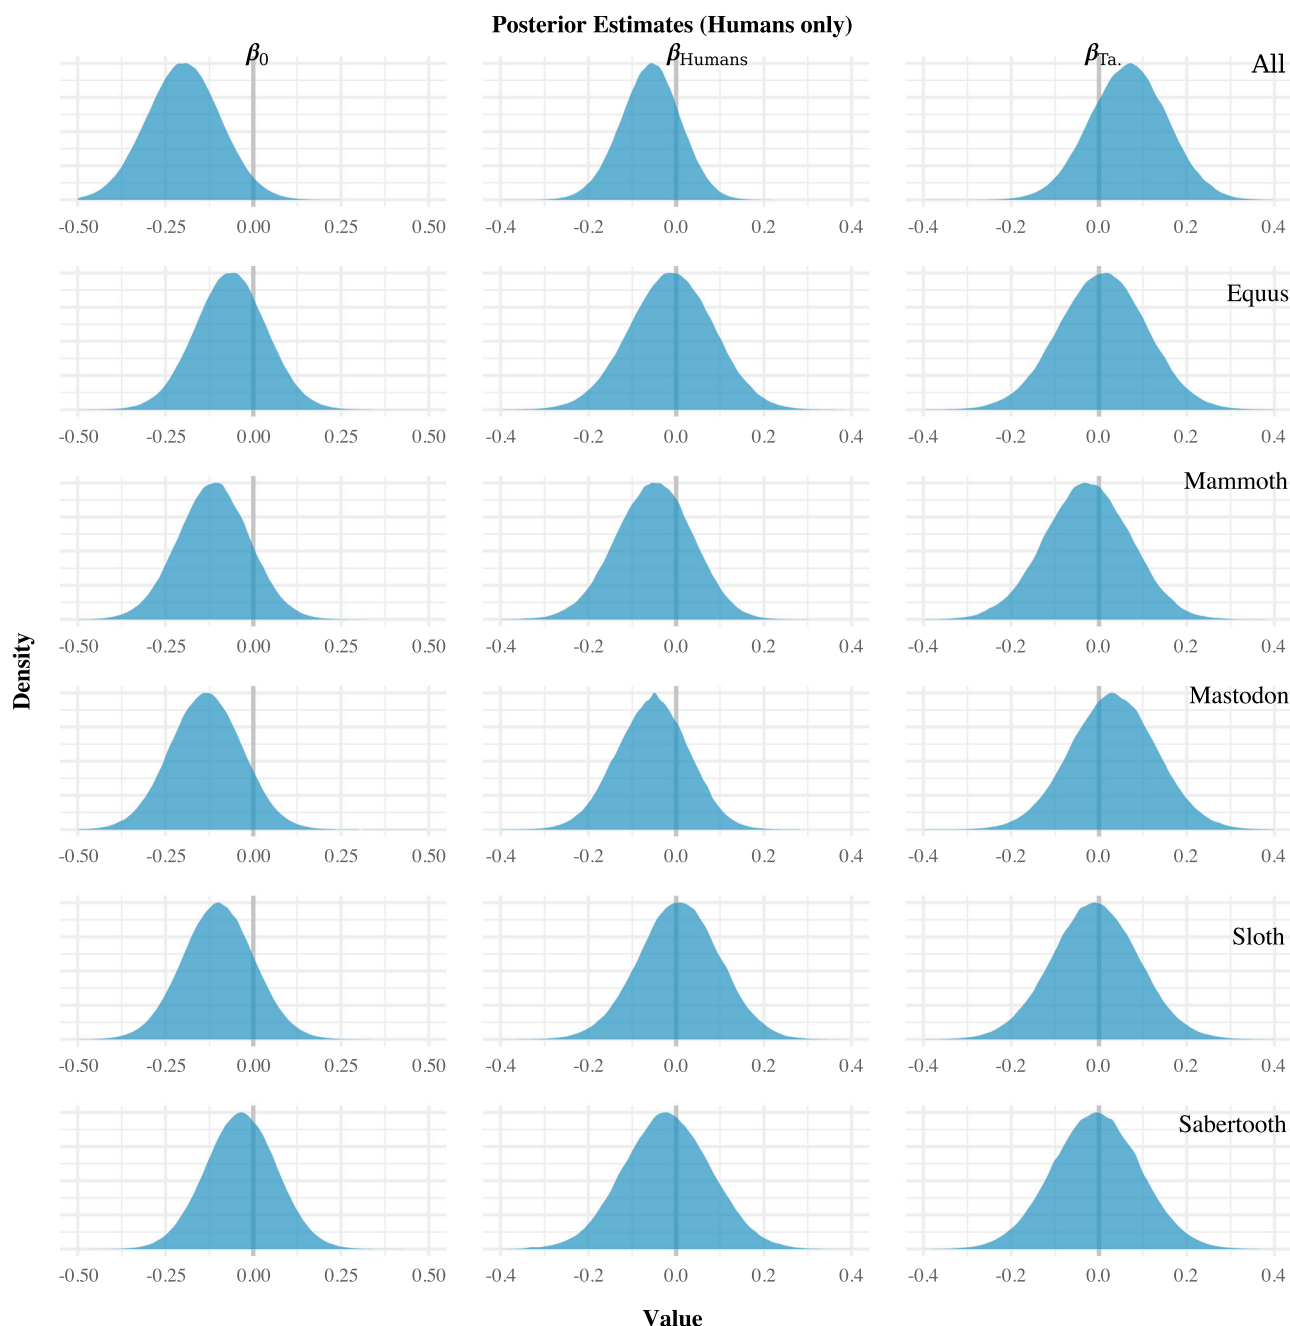 Posterior Estimates (Humans only)
β0 βHumans βTa. All
-0.50 -0.25 0.00 0.25 0.50 -0.4 -0.2 0.0 0.2 0.4 -0.4 -0.2 0.0 0.2 0.4
Equus
-0.50 -0.25 0.00 0.25 0.50 -0.4 -0.2 0.0 0.2 0.4 -0.4 -0.2 0.0 0.2 0.4
Mammoth
-0.50 -0.25 0.00 0.25 0.50 -0.4 -0.2 0.0 0.2 0.4 -0.4 -0.2 0.0 0.2 0.4
Density
Mastodon
-0.50 -0.25 0.00 0.25 0.50 -0.4 -0.2 0.0 0.2 0.4 -0.4 -0.2 0.0 0.2 0.4
Sloth
-0.50 -0.25 0.00 0.25 0.50 -0.4 -0.2 0.0 0.2 0.4 -0.4 -0.2 0.0 0.2 0.4
Sabertooth
-0.50 -0.25 0.00 0.25 0.50 -0.4 -0.2 0.0 0.2 0.4 -0.4 -0.2 0.0 0.2 0.4
Value